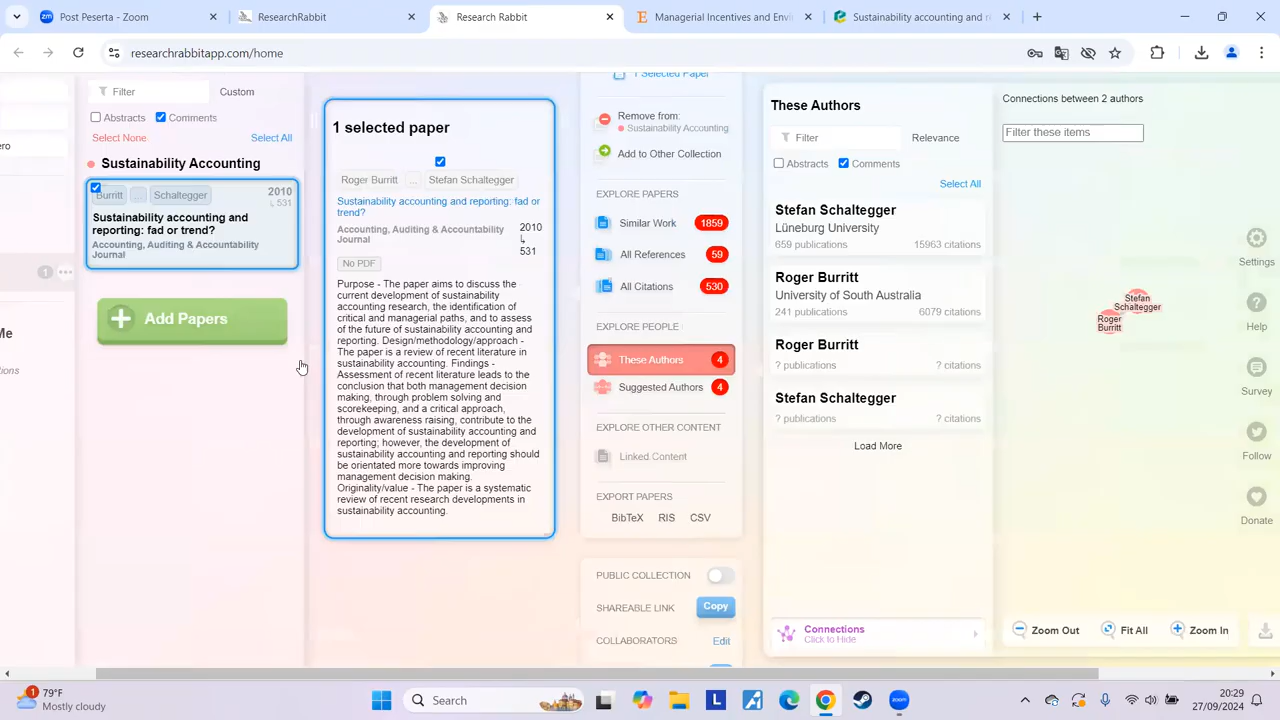 Post Peserta - Zoom
ResearchRabbit
Research Rabbit
Managerial Incentives and Envi
Sustainability accounting and r
researchrabbitapp.com/home
Filter
Custom
Abstracts
Comments
Select None
Select All
ero
Sustainability Accounting
Burritt
...
Schaltegger
2010
↳ 531
Sustainability accounting and
reporting: fad or trend?
Accounting, Auditing & Accountability
Journal
1
Add Papers
Me
tions
1 selected paper
Roger Burritt
...
Stefan Schaltegger
Sustainability accounting and reporting: fad or
trend?
Accounting, Auditing & Accountability
Journal
2010
↳
531
No PDF
Purpose - The paper aims to discuss the
current development of sustainability
accounting research, the identification of
critical and managerial paths, and to assess
of the future of sustainability accounting and
reporting. Design/methodology/approach -
The paper is a review of recent literature in
sustainability accounting. Findings -
Assessment of recent literature leads to the
conclusion that both management decision
making, through problem solving and
scorekeeping, and a critical approach,
through awareness raising, contribute to the
development of sustainability accounting and
reporting; however, the development of
sustainability accounting and reporting should
be orientated more towards improving
management decision making.
Originality/value - The paper is a systematic
review of recent research developments in
sustainability accounting.
1 Selected Paper
Remove from:
Sustainability Accounting
Add to Other Collection
EXPLORE PAPERS
Similar Work 1859
All References 59
All Citations 530
EXPLORE PEOPLE
These Authors 4
Suggested Authors 4
EXPLORE OTHER CONTENT
Linked Content
EXPORT PAPERS
BibTeX RIS CSV
PUBLIC COLLECTION
SHAREABLE LINK Copy
COLLABORATORS Edit
These Authors
Filter
Relevance
Abstracts
Comments
Select All
Stefan Schaltegger
Lüneburg University
659 publications 15963 citations
Roger Burritt
University of South Australia
241 publications 6079 citations
Roger Burritt
? publications ? citations
Stefan Schaltegger
? publications ? citations
Load More
Connections
Click to Hide
Connections between 2 authors
Filter these items
Stefan
Schaltegger
Roger
Burritt
Settings
Help
Survey
Follow
Donate
Zoom Out
Fit All
Zoom In
1
79°F
Mostly cloudy
Search
L
zoom
20:29
27/09/2024